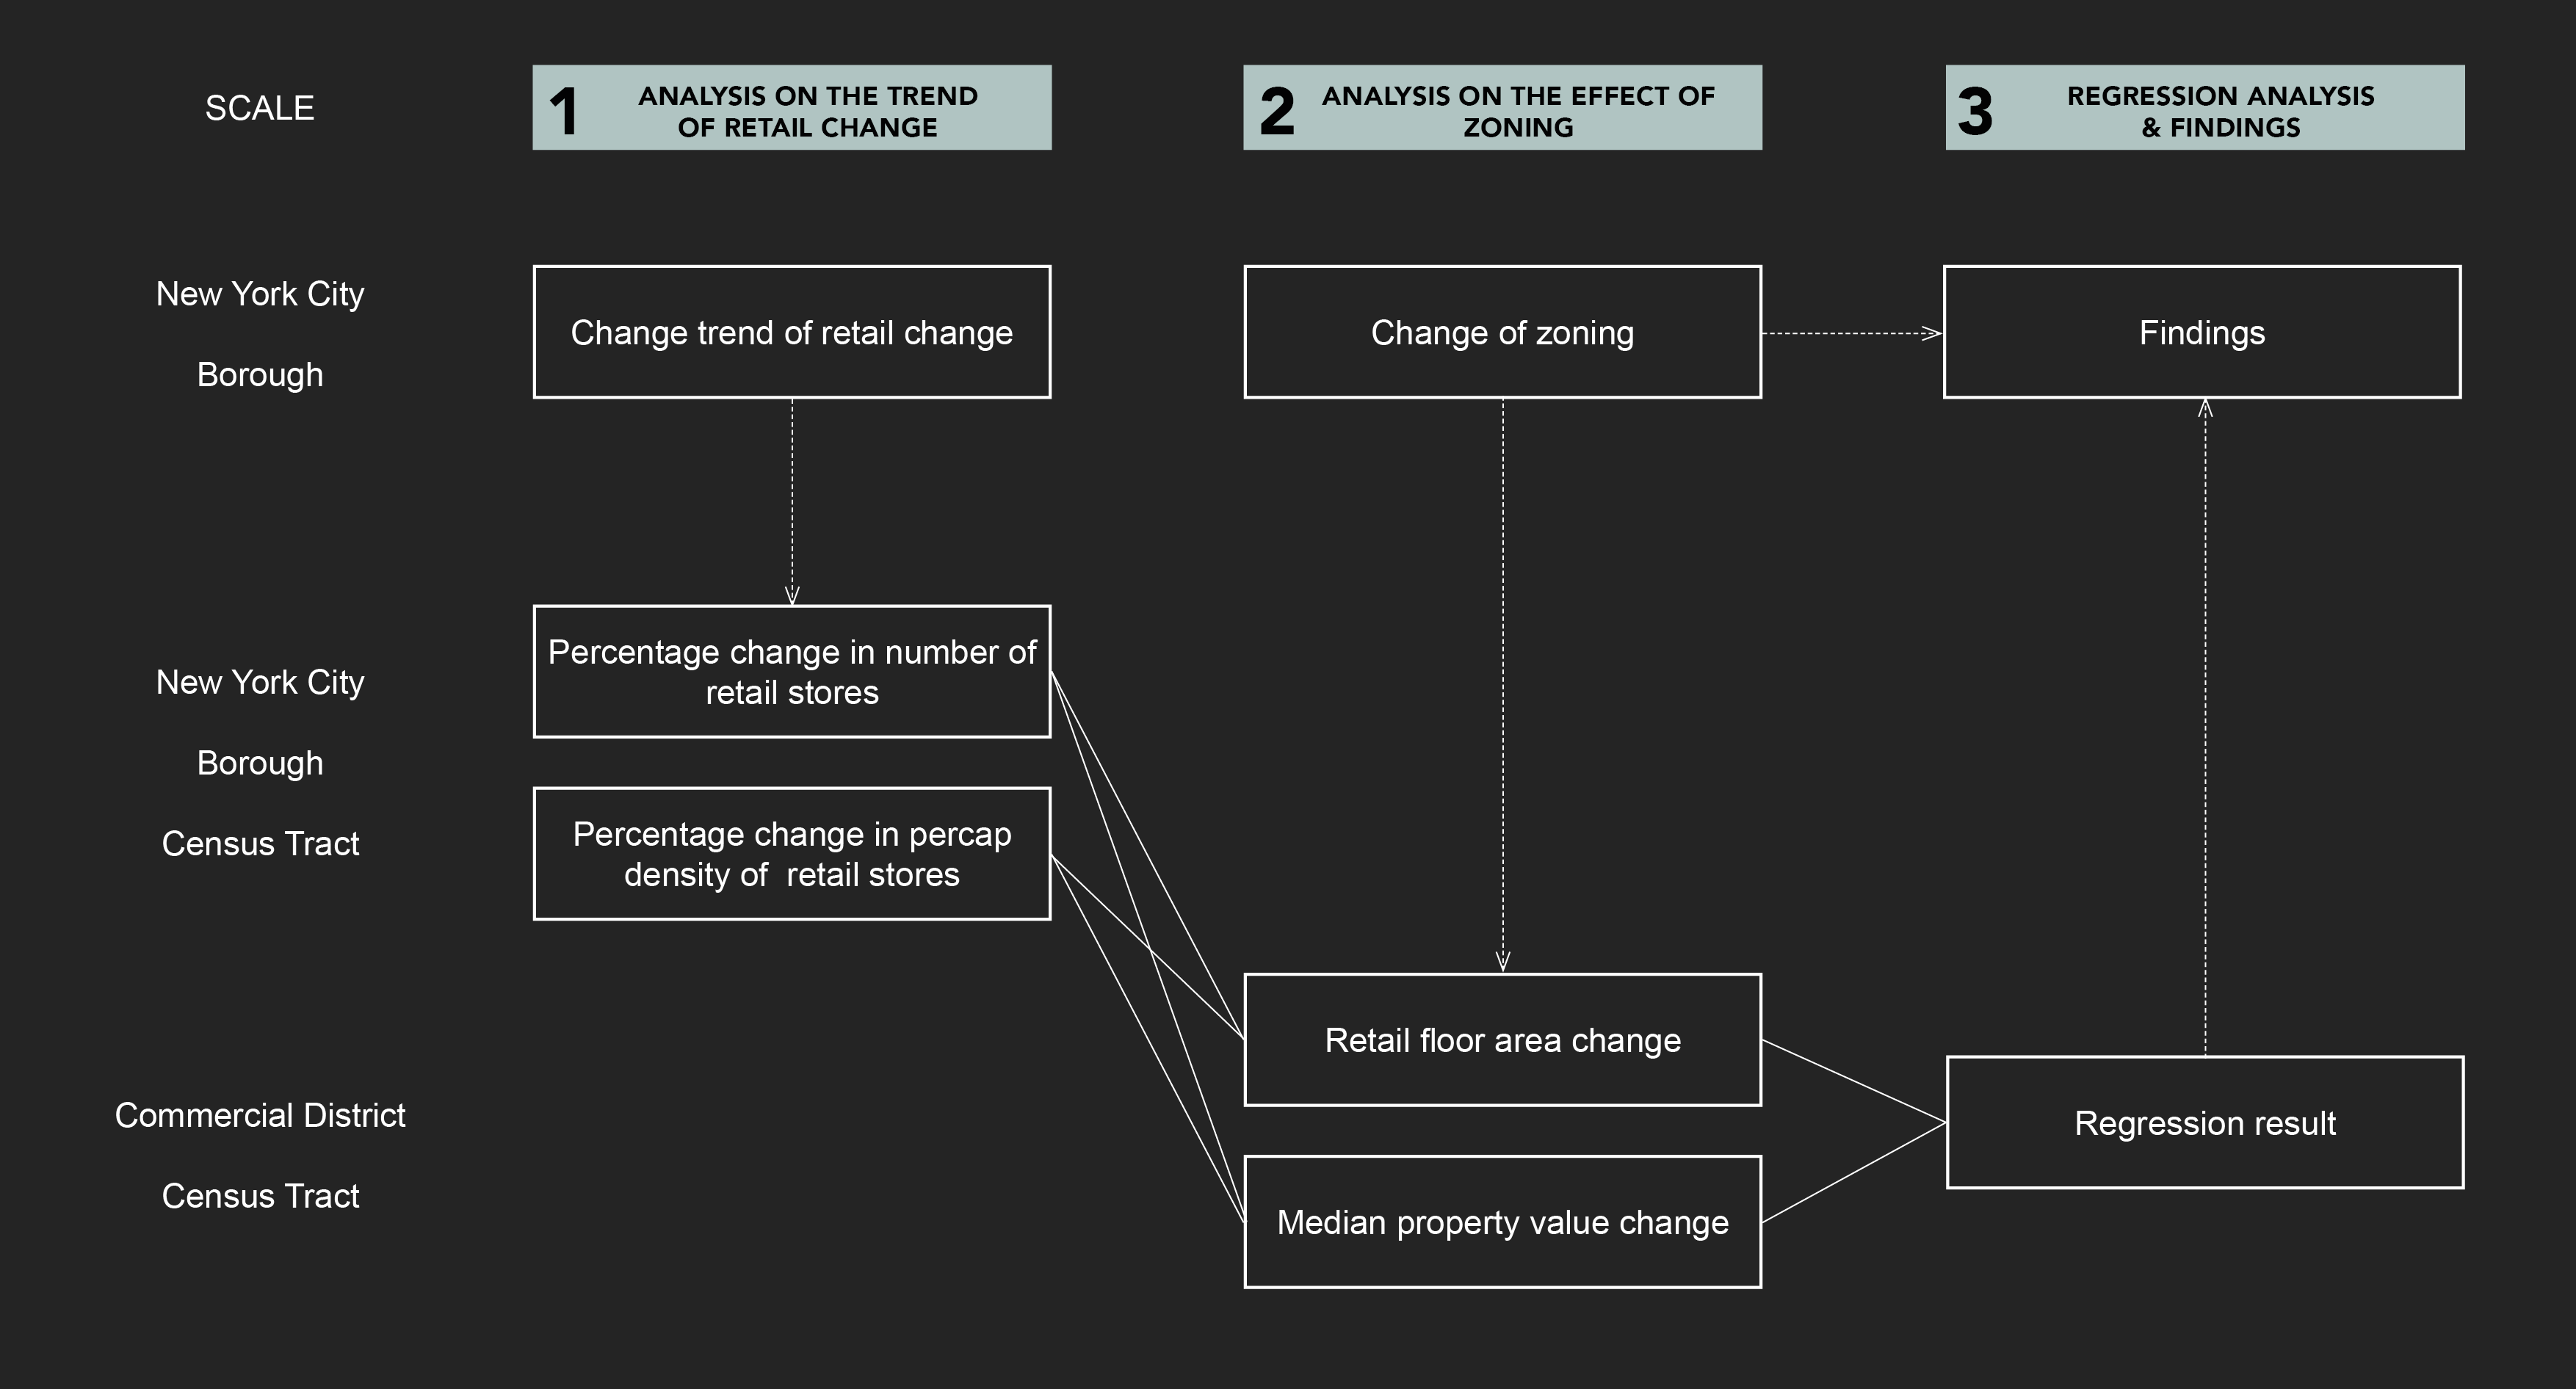 SCALE
1
ANALYSIS ON THE TREND
OF RETAIL CHANGE
2
ANALYSIS ON THE EFFECT OF
ZONING
3
REGRESSION ANALYSIS
& FINDINGS
New York City
Borough
Change trend of retail change
Change of zoning
Findings
New York City
Borough
Census Tract
Percentage change in number of
retail stores
Percentage change in percap
density of  retail stores
Commercial District
Census Tract
Retail floor area change
Median property value change
Regression result